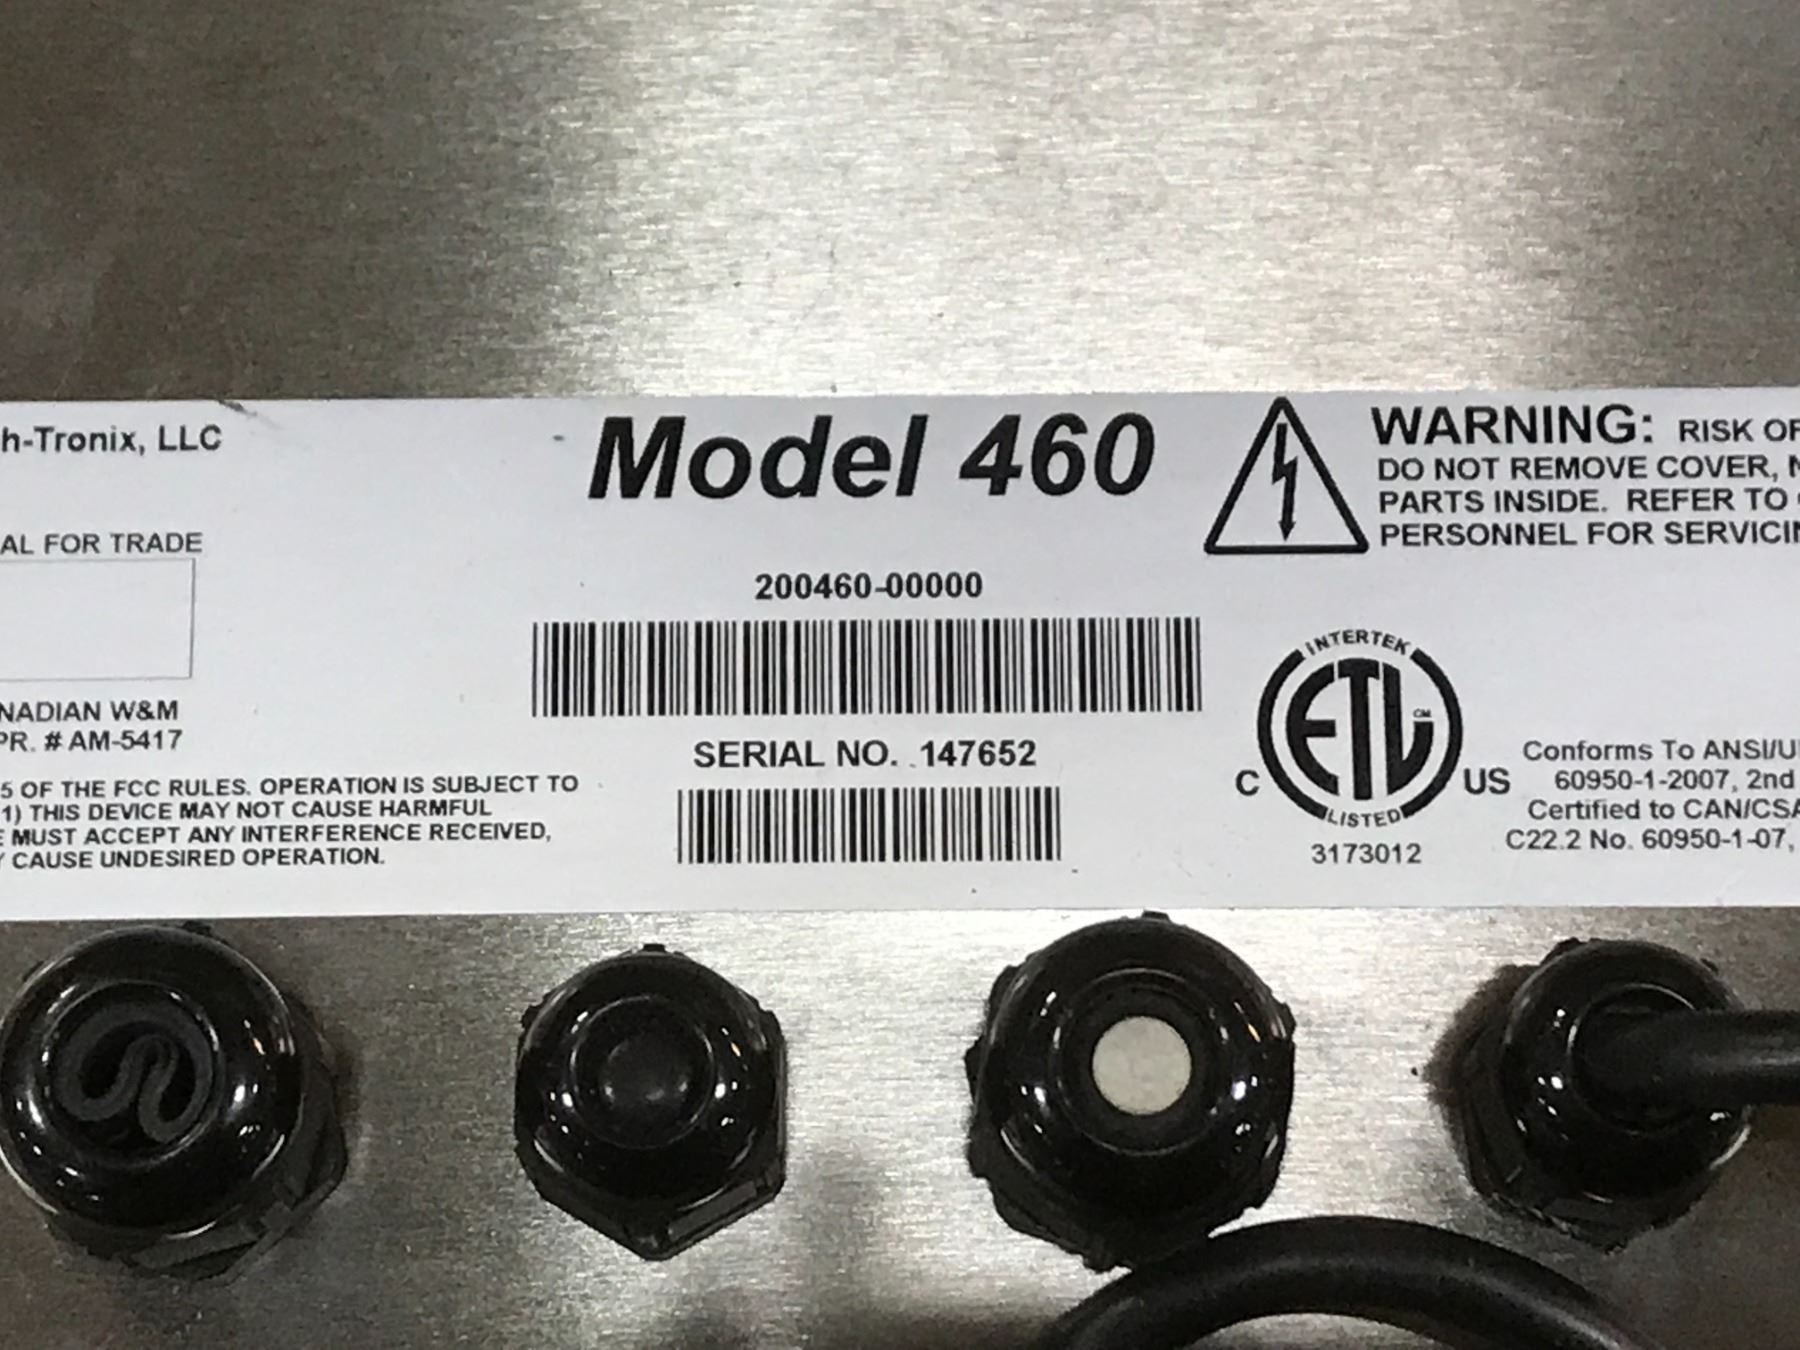 h-Tronix, LLC
Model 460
WARNING: RISK OF
DO NOT REMOVE COVER, N
PARTS INSIDE. REFER TO
PERSONNEL FOR SERVICIN
AL FOR TRADE
200460-00000
NADIAN W&M
PR. # AM-5417
SERIAL NO. 147652
5 OF THE FCC RULES. OPERATION IS SUBJECT TO
1) THIS DEVICE MAY NOT CAUSE HARMFUL
E MUST ACCEPT ANY INTERFERENCE RECEIVED,
Y CAUSE UNDESIRED OPERATION.
INTERTEK
ETL CM
C US
LISTED
3173012
Conforms To ANSI/U
60950-1-2007, 2nd
Certified to CAN/CSA
C22.2 No. 60950-1-07,